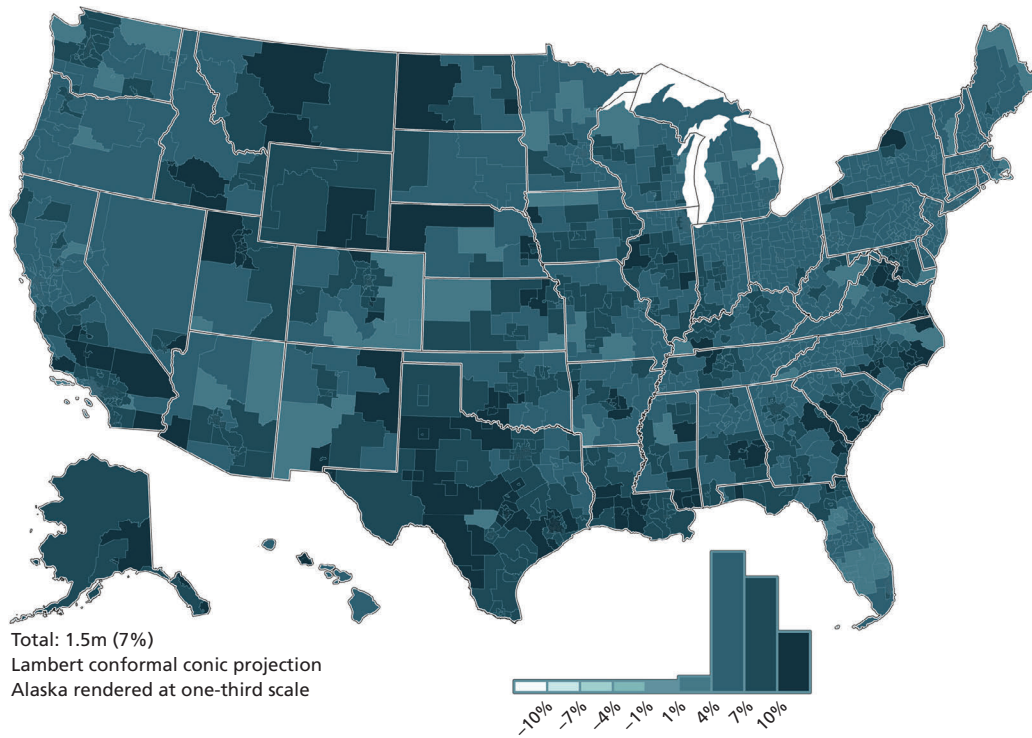 Total: 1.5m (7%)
Lambert conformal conic projection
Alaska rendered at one-third scale
–10%
–7%
–4%
–1%
1%
4%
7%
10%